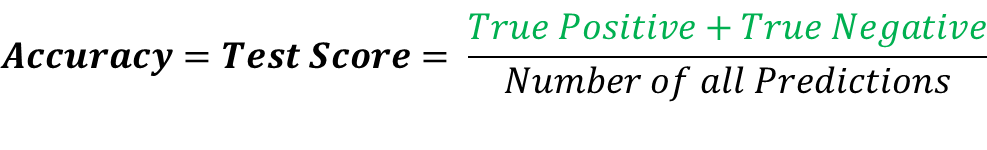 Accuracy = Test Score = True Positive + True Negative
Number of all Predictions